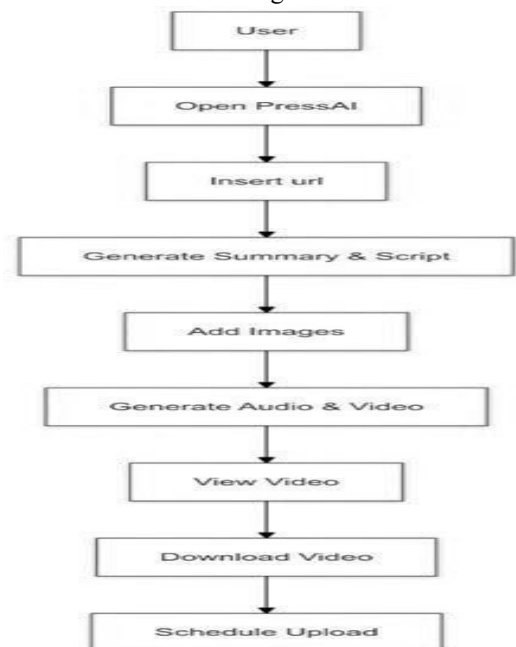 User
Open PressAI
Insert url
Generate Summary & Script
Add Images
Generate Audio & Video
View Video
Download Video
Schedule Upload